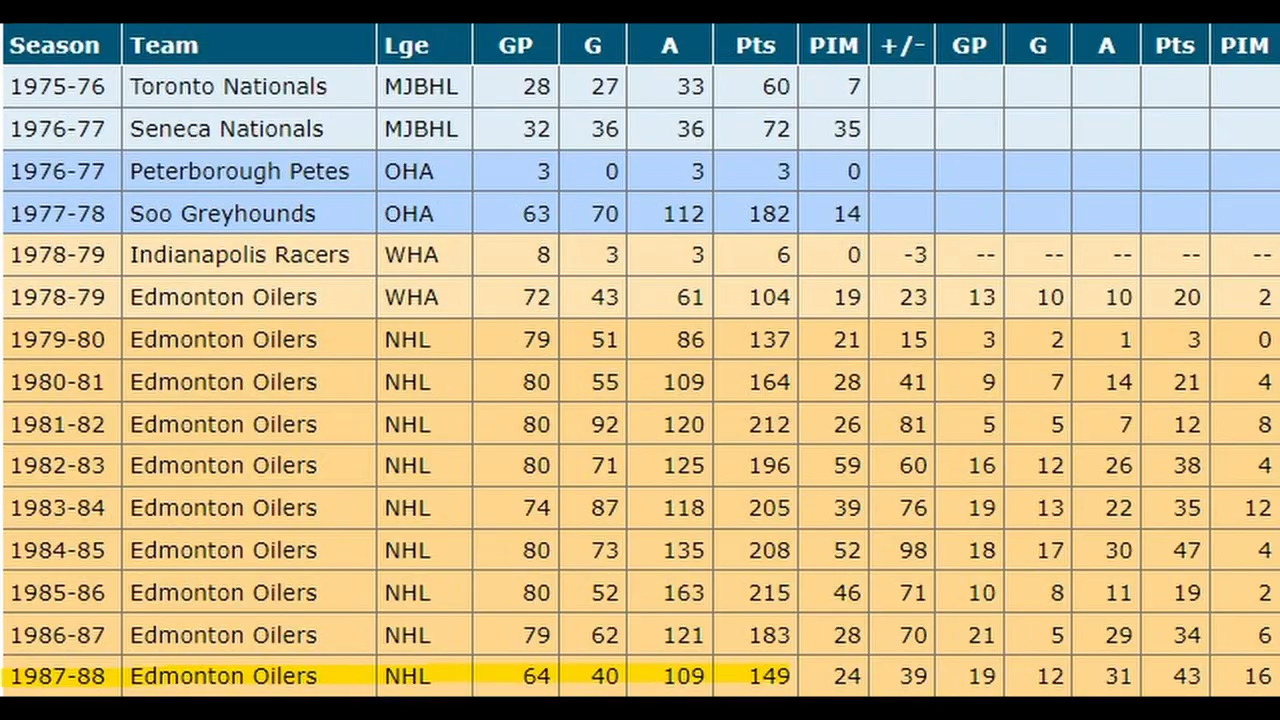 Season Team Lge GP G A Pts PIM +/- GP G A Pts PIM
1975-76 Toronto Nationals MJBHL 28 27 33 60 7
1976-77 Seneca Nationals MJBHL 32 36 36 72 35
1976-77 Peterborough Petes OHA 3 0 3 3 0
1977-78 Soo Greyhounds OHA 63 70 112 182 14
1978-79 Indianapolis Racers WHA 8 3 3 6 0 -3 -- -- -- -- --
1978-79 Edmonton Oilers WHA 72 43 61 104 19 23 13 10 10 20 2
1979-80 Edmonton Oilers NHL 79 51 86 137 21 15 3 2 1 3 0
1980-81 Edmonton Oilers NHL 80 55 109 164 28 41 9 7 14 21 4
1981-82 Edmonton Oilers NHL 80 92 120 212 26 81 5 5 7 12 8
1982-83 Edmonton Oilers NHL 80 71 125 196 59 60 16 12 26 38 4
1983-84 Edmonton Oilers NHL 74 87 118 205 39 76 19 13 22 35 12
1984-85 Edmonton Oilers NHL 80 73 135 208 52 98 18 17 30 47 4
1985-86 Edmonton Oilers NHL 80 52 163 215 46 71 10 8 11 19 2
1986-87 Edmonton Oilers NHL 79 62 121 183 28 70 21 5 29 34 6
1987-88 Edmonton Oilers NHL 64 40 109 149 24 39 19 12 31 43 16